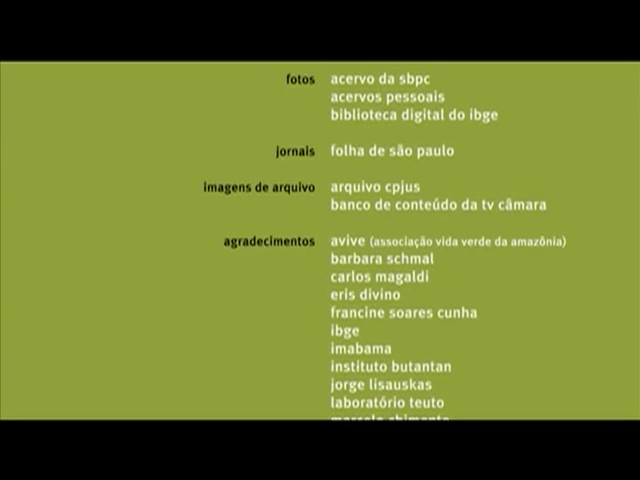 fotos acervo da sbpc
acervos pessoais
biblioteca digital do ibge
jornais folha de são paulo
imagens de arquivo arquivo cpjus
banco de conteúdo da tv câmara
agradecimentos avive (associação vida verde da amazônia)
barbara schmal
carlos magaldi
eris divino
francine soares cunha
ibge
imabama
instituto butantan
jorge lisauskas
laboratório teuto